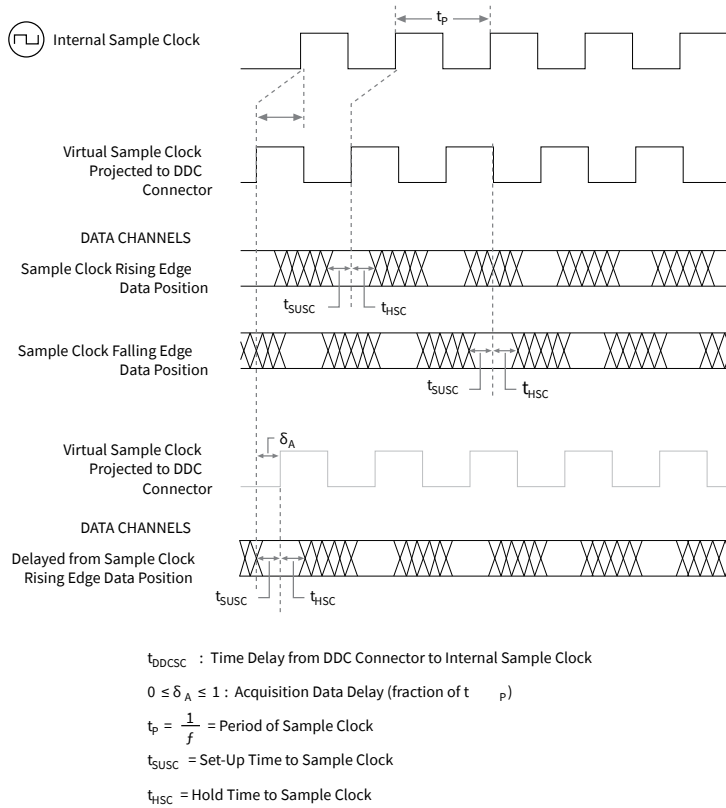 t_P
Internal Sample Clock
Virtual Sample Clock
Projected to DDC
Connector
DATA CHANNELS
Sample Clock Rising Edge
Data Position
t_SUSC t_HSC
Sample Clock Falling Edge
Data Position
t_SUSC t_HSC
δ_A
Virtual Sample Clock
Projected to DDC
Connector
DATA CHANNELS
Delayed from Sample Clock
Rising Edge Data Position
t_SUSC t_HSC
t_DDCSC : Time Delay from DDC Connector to Internal Sample Clock
0 ≤ δ_A ≤ 1 : Acquisition Data Delay (fraction of t_P)
t_P = 1/f = Period of Sample Clock
t_SUSC = Set-Up Time to Sample Clock
t_HSC = Hold Time to Sample Clock